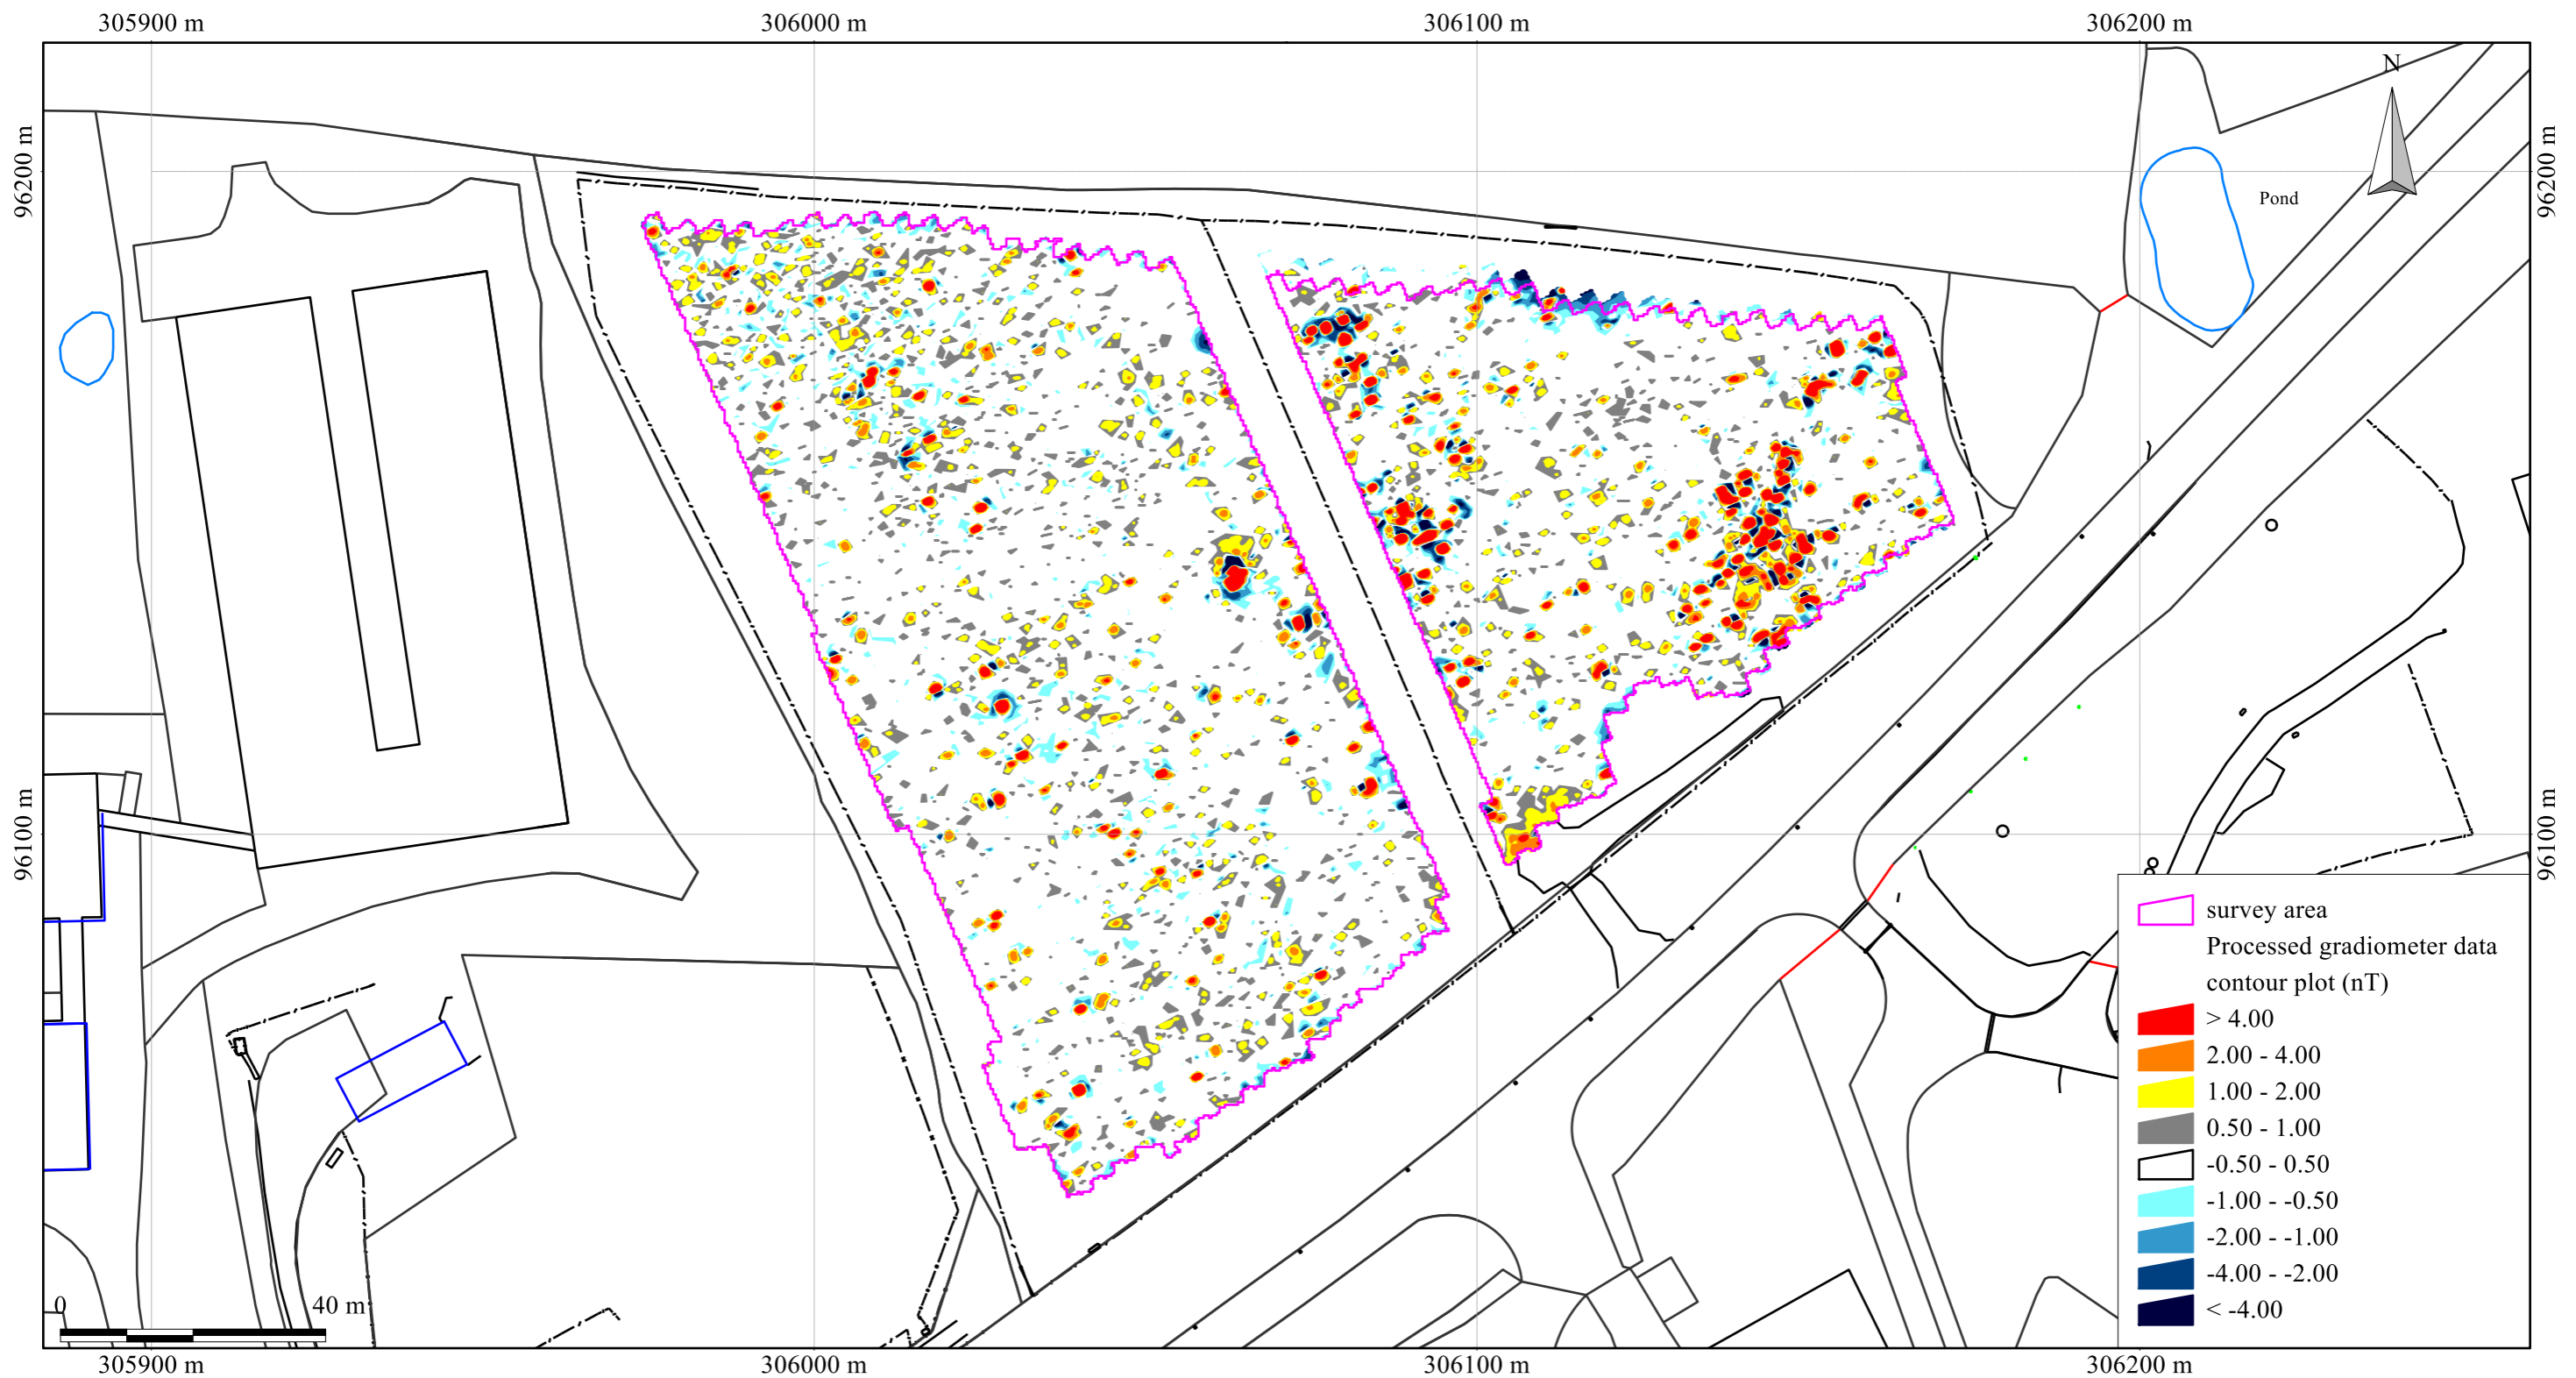 305900 m
306000 m
306100 m
306200 m
N
96200 m
96200 m
Pond
96100 m
96100 m
survey area
Processed gradiometer data
contour plot (nT)
> 4.00
2.00 - 4.00
1.00 - 2.00
0.50 - 1.00
-0.50 - 0.50
-1.00 - -0.50
-2.00 - -1.00
-4.00 - -2.00
< -4.00
0
40 m
305900 m
306000 m
306100 m
306200 m